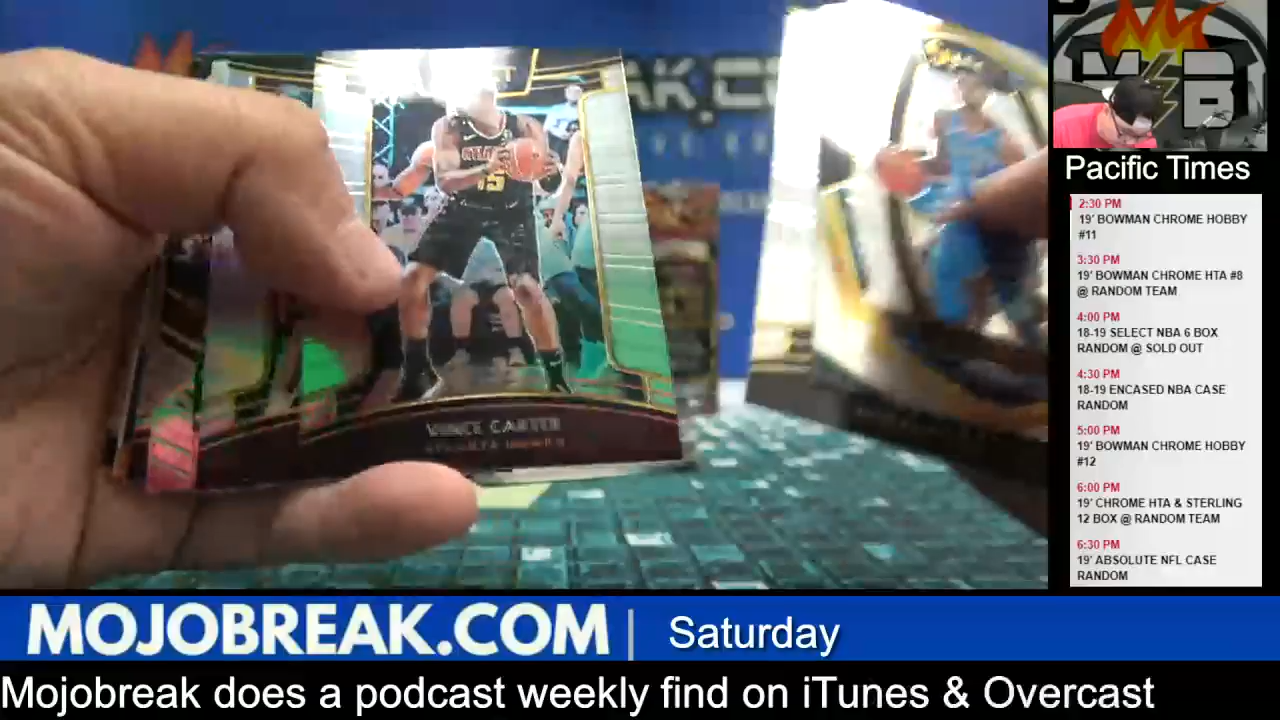 AK.C
VINCE CARTER
Pacific Times
2:30 PM
19' BOWMAN CHROME HOBBY
#11
3:30 PM
19' BOWMAN CHROME HTA #8
@ RANDOM TEAM
4:00 PM
18-19 SELECT NBA 6 BOX
RANDOM @ SOLD OUT
4:30 PM
18-19 ENCASED NBA CASE
RANDOM
5:00 PM
19' BOWMAN CHROME HOBBY
#12
6:00 PM
19' CHROME HTA & STERLING
12 BOX @ RANDOM TEAM
6:30 PM
19' ABSOLUTE NFL CASE
RANDOM
MOJOBREAK.COM | Saturday
Mojobreak does a podcast weekly find on iTunes & Overcast